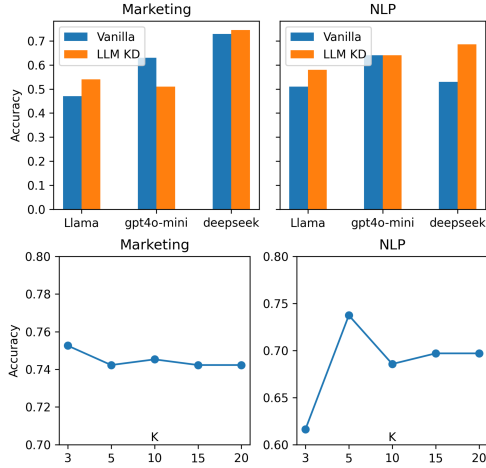 Marketing
NLP
Vanilla
LLM KD
Vanilla
LLM KD
Accuracy
0.7
0.6
0.5
0.4
0.3
0.2
0.1
0.0
Llama gpt4o-mini deepseek
Llama gpt4o-mini deepseek
Marketing
NLP
Accuracy
0.80
0.78
0.76
0.74
0.72
0.70
K
3 5 10 15 20
0.80
0.75
0.70
0.65
0.60
K
3 5 10 15 20